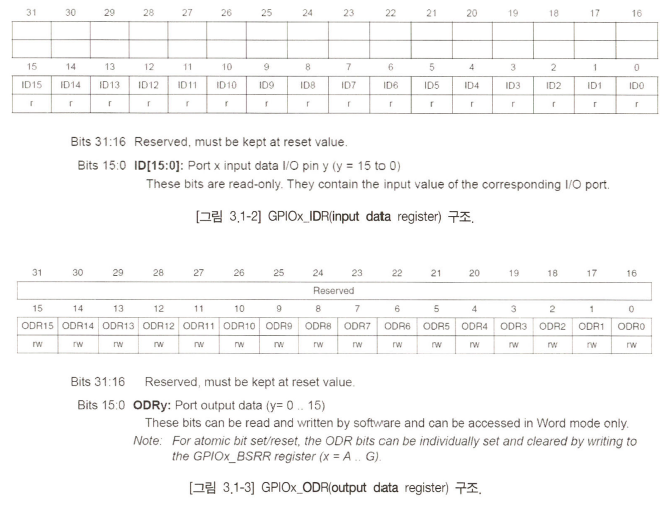 31 30 29 28 27 26 25 24 23 22 21 20 19 18 17 16
15 14 13 12 11 10 9 8 7 6 5 4 3 2 1 0
ID15 ID14 ID13 ID12 ID11 ID10 ID9 ID8 ID7 ID6 ID5 ID4 ID3 ID2 ID1 ID0
r r r r r r r r r r r r r r r r
Bits 31:16 Reserved, must be kept at reset value.
Bits 15:0 ID[15:0]: Port x input data I/O pin y (y = 15 to 0)
These bits are read-only. They contain the input value of the corresponding I/O port.
[그림 3.1-2] GPIOx_IDR(input data register) 구조.
31 30 29 28 27 26 25 24 23 22 21 20 19 18 17 16
Reserved
15 14 13 12 11 10 9 8 7 6 5 4 3 2 1 0
ODR15 ODR14 ODR13 ODR12 ODR11 ODR10 ODR9 ODR8 ODR7 ODR6 ODR5 ODR4 ODR3 ODR2 ODR1 ODR0
rw rw rw rw rw rw rw rw rw rw rw rw rw rw rw rw
Bits 31:16 Reserved, must be kept at reset value.
Bits 15:0 ODRy: Port output data (y= 0 .. 15)
These bits can be read and written by software and can be accessed in Word mode only.
Note: For atomic bit set/reset, the ODR bits can be individually set and cleared by writing to
the GPIOx_BSRR register (x = A .. G).
[그림 3.1-3] GPIOx_ODR(output data register) 구조.